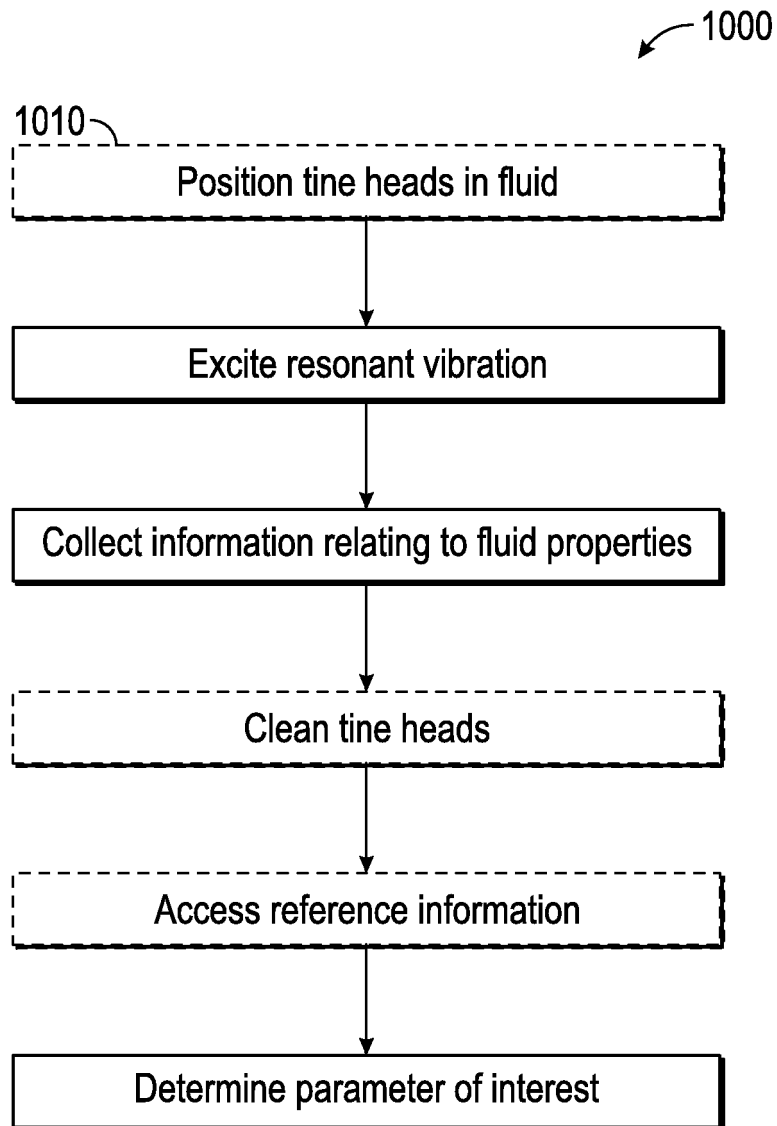 1000
1010
Position tine heads in fluid
Excite resonant vibration
Collect information relating to fluid properties
Clean tine heads
Access reference information
Determine parameter of interest